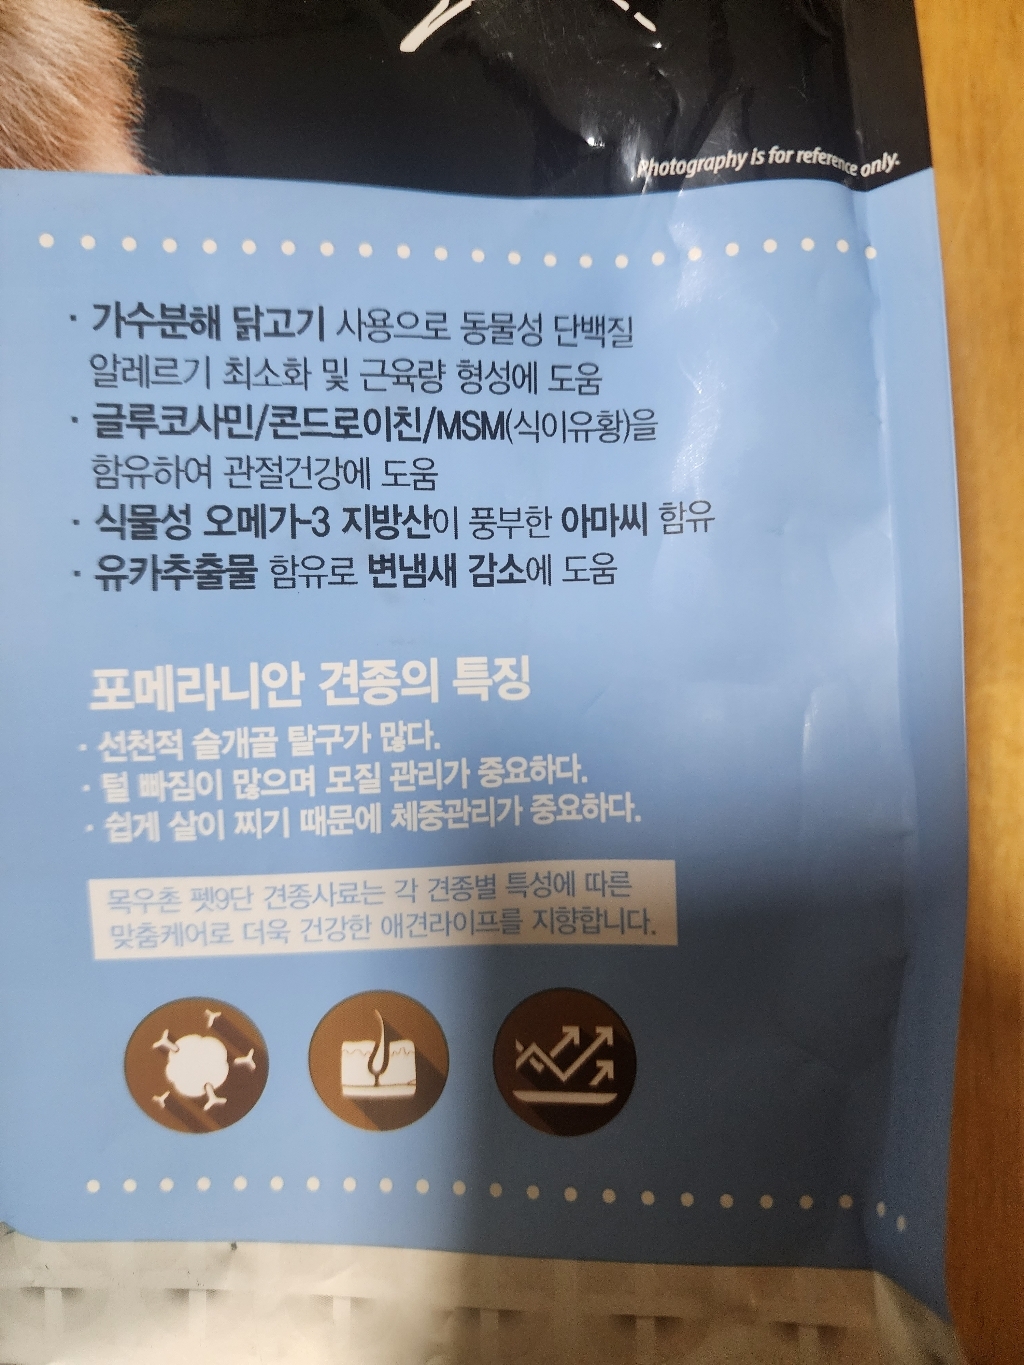 Photography is for reference only.
· 가수분해 닭고기 사용으로 동물성 단백질
알레르기 최소화 및 근육량 형성에 도움
· 글루코사민/콘드로이친/MSM(식이유황)을
함유하여 관절건강에 도움
· 식물성 오메가-3 지방산이 풍부한 아마씨 함유
· 유카추출물 함유로 변냄새 감소에 도움
포메라니안 견종의 특징
· 선천적 슬개골 탈구가 많다.
· 털 빠짐이 많으며 모질 관리가 중요하다.
· 쉽게 살이 찌기 때문에 체중관리가 중요하다.
목우촌 펫9단 견종사료는 각 견종별 특성에 따른
맞춤케어로 더욱 건강한 애견라이프를 지향합니다.